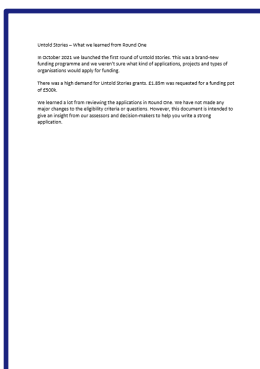 Untold Stories – What we learned from Round One
In October 2021 we launched the first round of Untold Stories. This was a brand-new
funding programme and we weren't sure what kind of applications, projects and types of
organisations would apply for funding.
There was a high demand for Untold Stories grants. £1.85m was requested for a funding pot
of £500k.
We learned a lot from reviewing the applications in Round One. We have not made any
major changes to the eligibility criteria or questions. However, this document is intended to
give an insight from our assessors and decision-makers to help you write a strong
application.